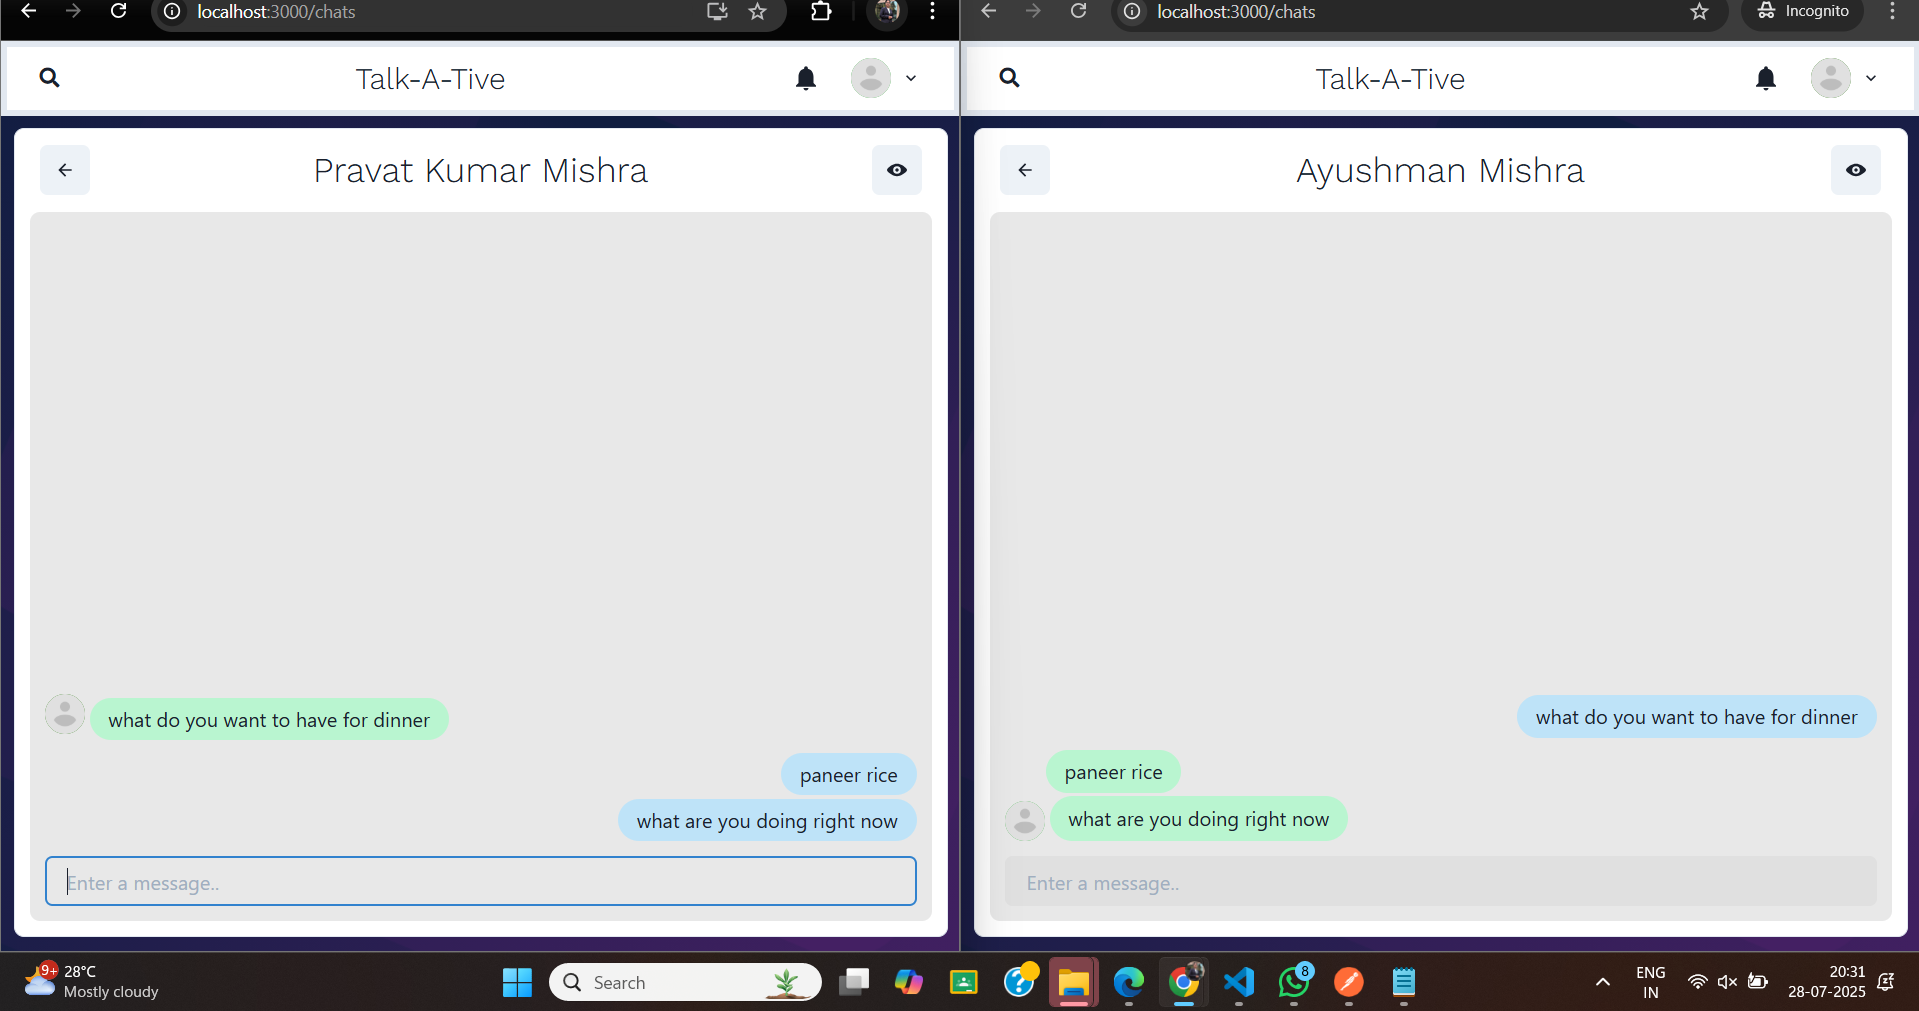 localhost:3000/chats
Talk-A-Tive
Pravat Kumar Mishra
what do you want to have for dinner
paneer rice
what are you doing right now
Enter a message..
localhost:3000/chats
Incognito
Talk-A-Tive
Ayushman Mishra
what do you want to have for dinner
paneer rice
what are you doing right now
Enter a message..
9+
28°C
Mostly cloudy
Search
8
ENG
IN
20:31
28-07-2025